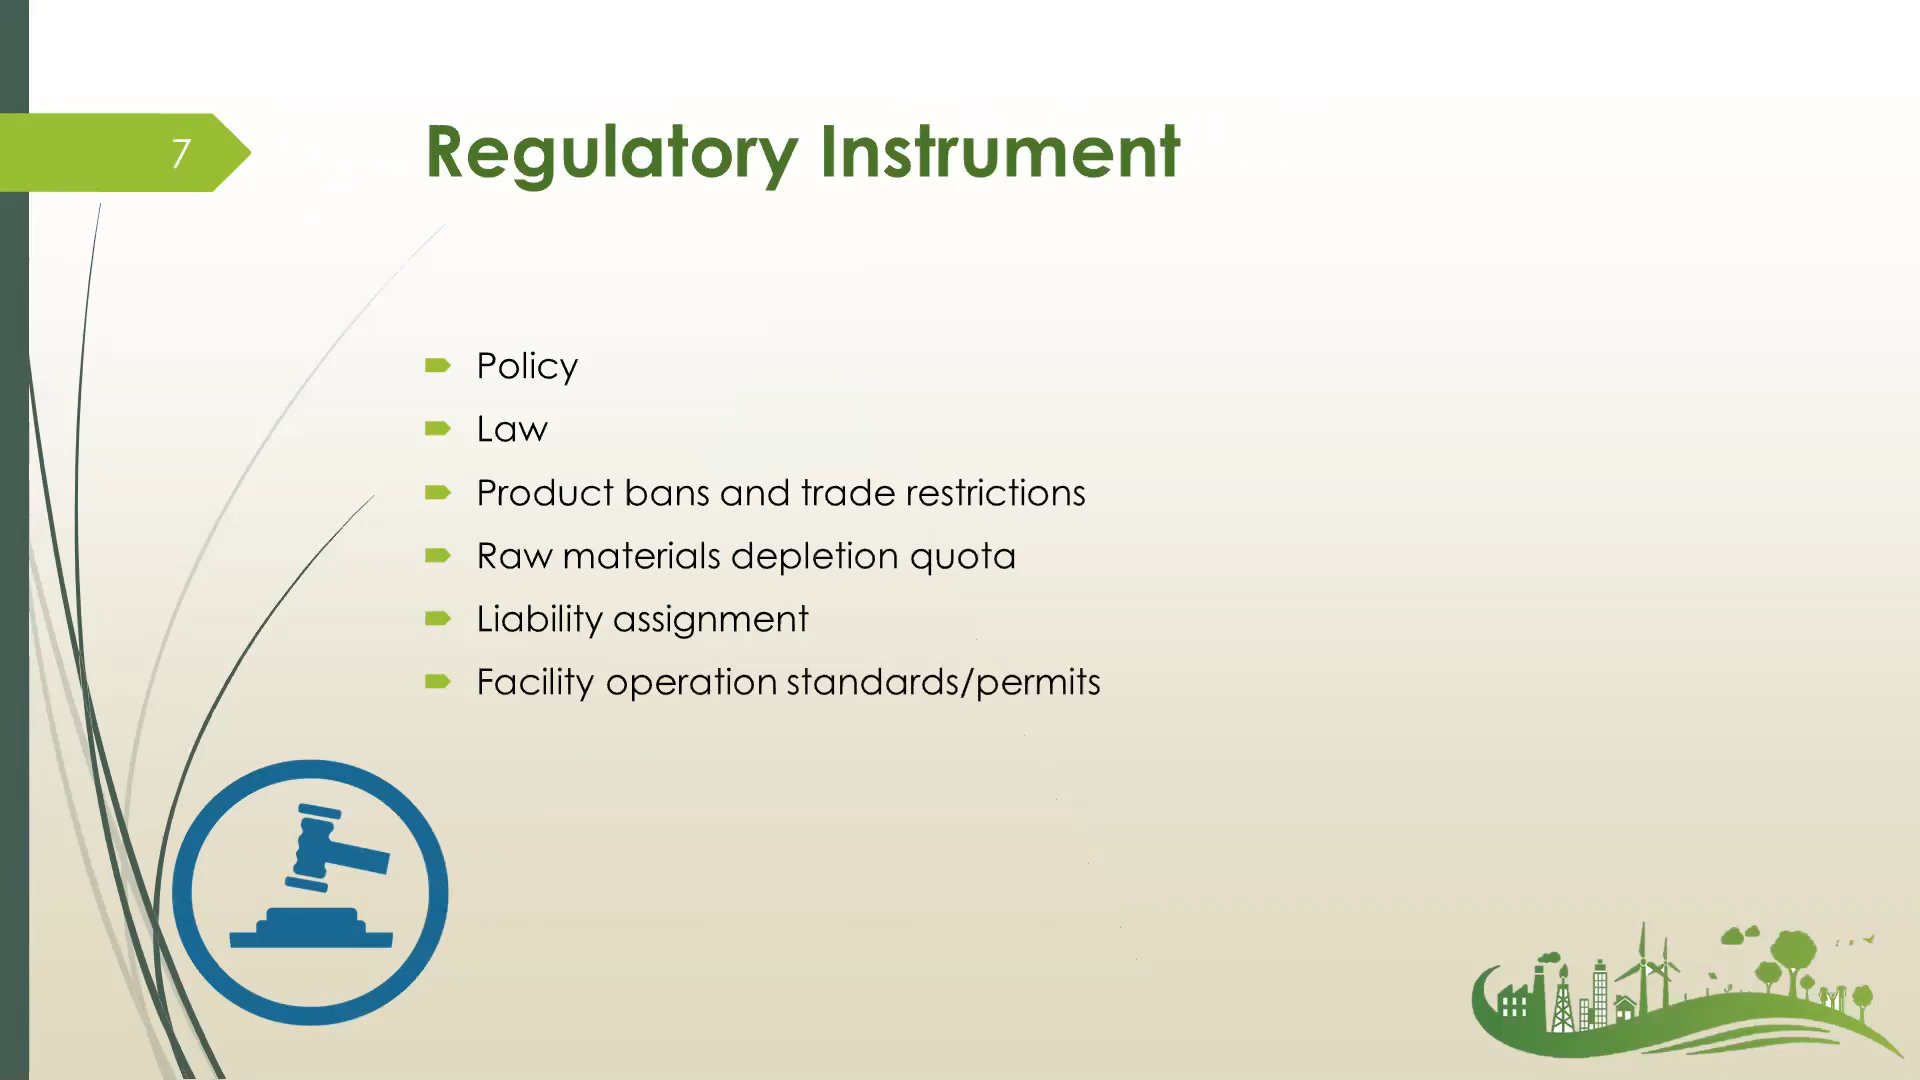 7
Regulatory Instrument
Policy
Law
Product bans and trade restrictions
Raw materials depletion quota
Liability assignment
Facility operation standards/permits